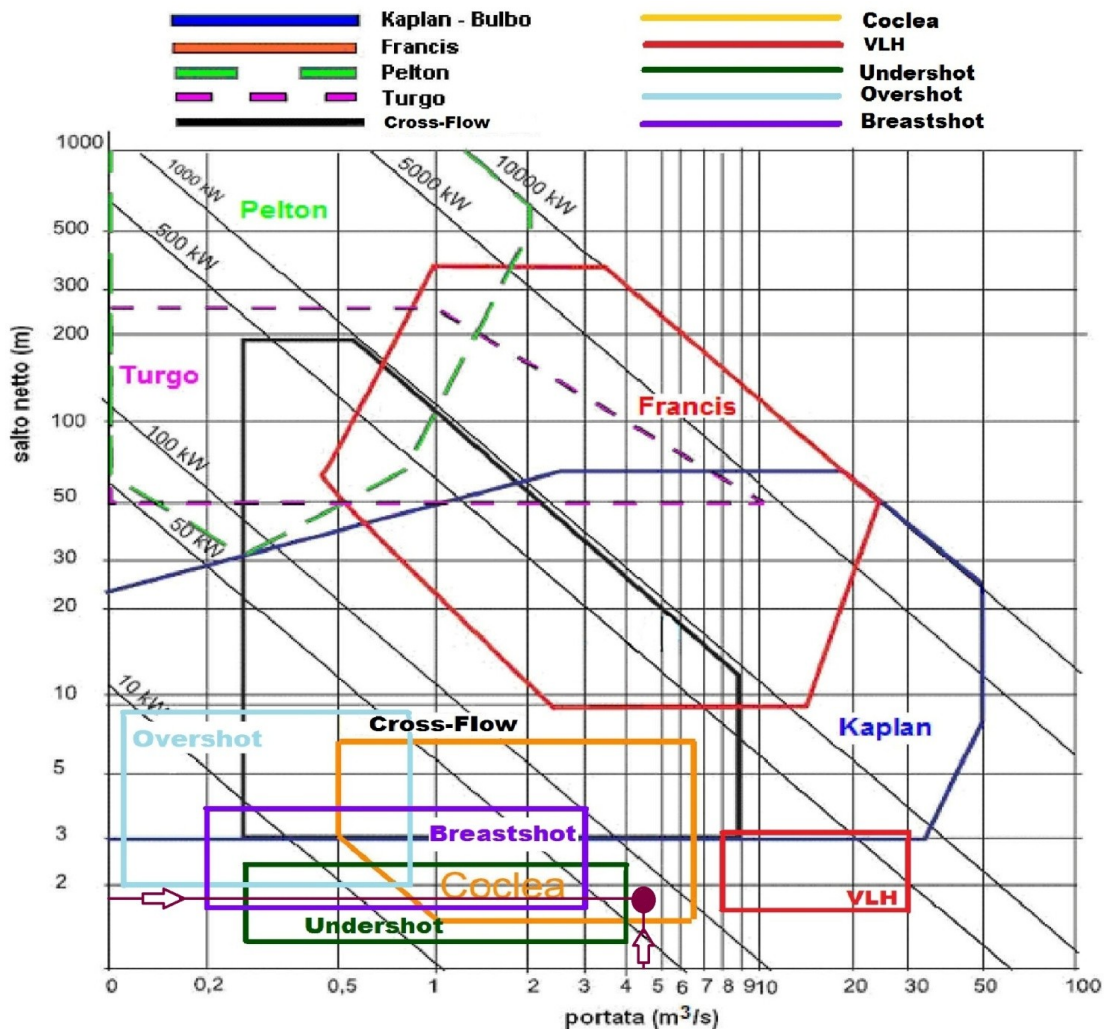 Kaplan - Bulbo
Francis
Pelton
Turgo
Cross-Flow
Coclea
VLH
Undershot
Overshot
Breastshot
1000
500
300
200
100
50
30
20
10
5
3
2
salto netto (m)
1000 kW
5000 kW
10000 kW
500 kW
100 kW
50 kW
10 kW
Pelton
Turgo
Francis
Kaplan
Cross-Flow
Overshot
Breastshot
Coclea
Undershot
VLH
0 0,2 0,5 1 2 3 4 5 6 7 8 9 10 20 30 50 100
portata (m³/s)